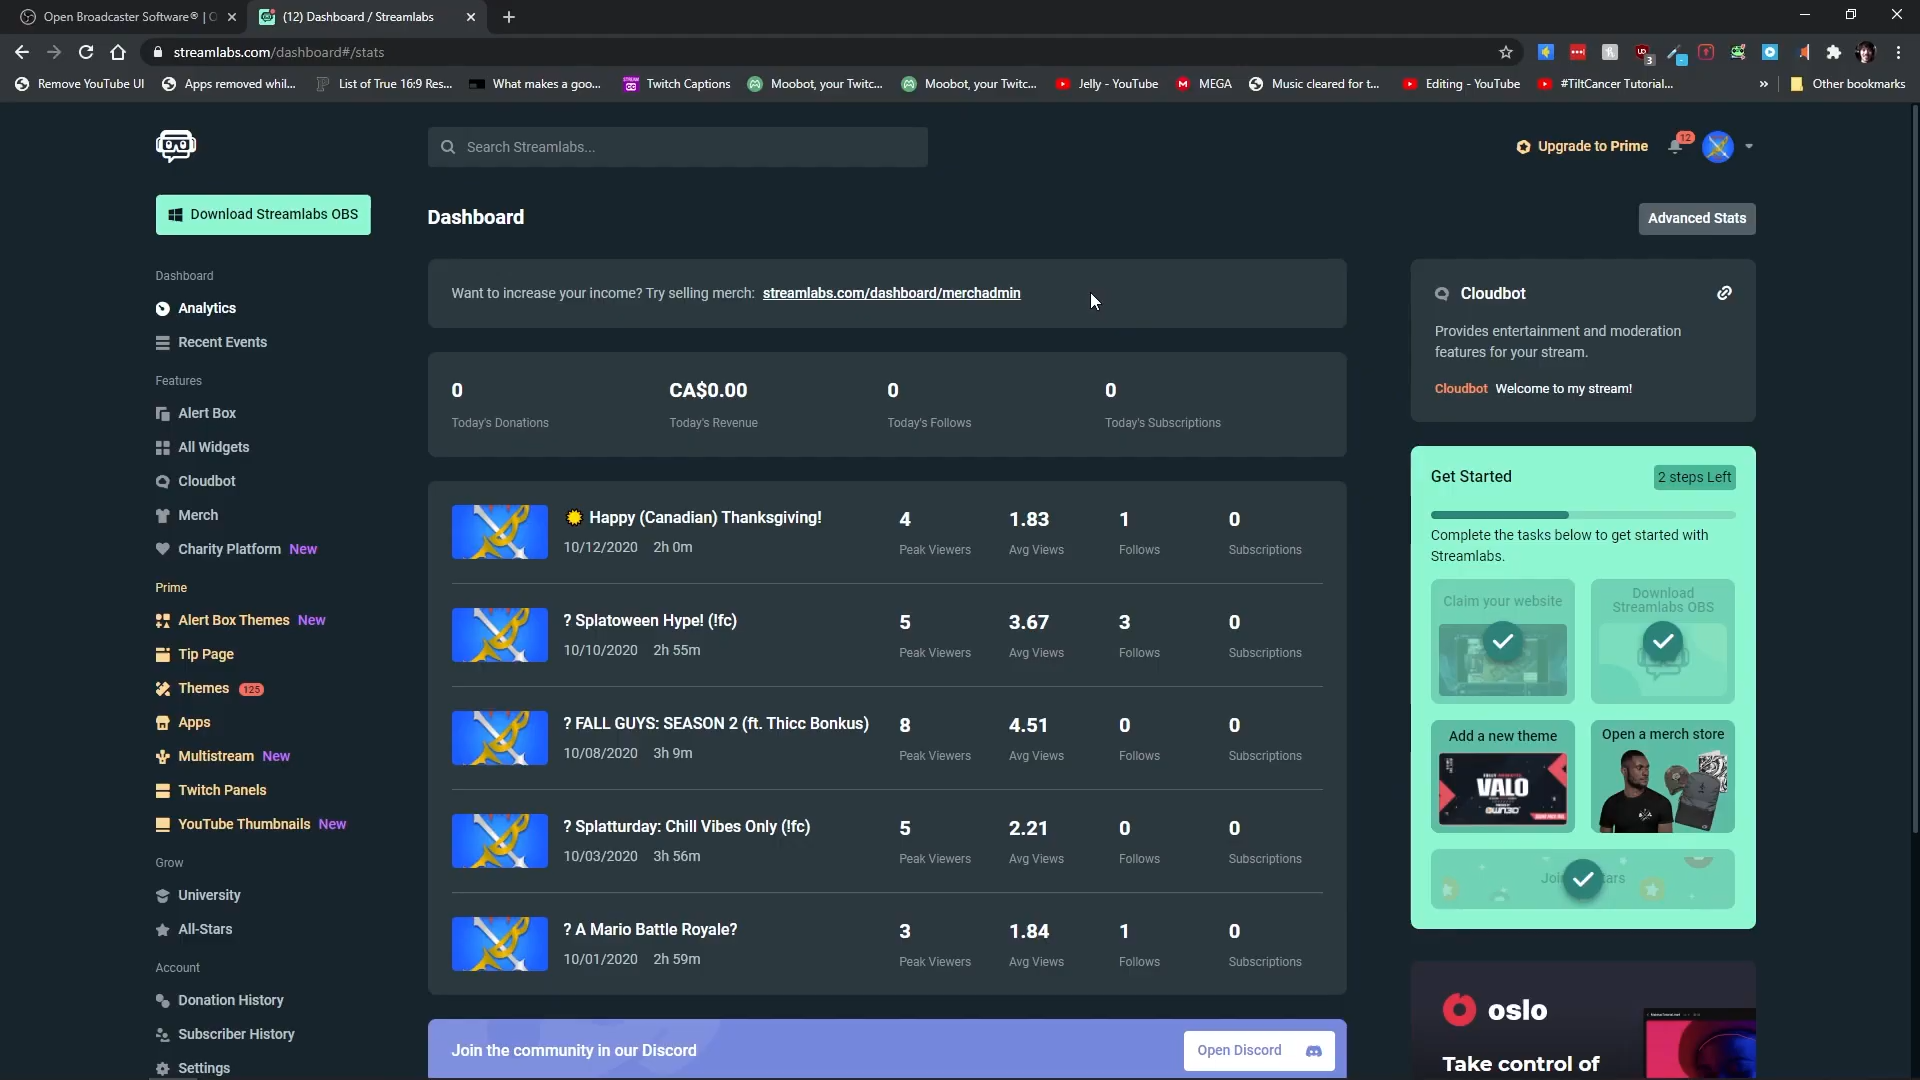 Open Broadcaster Software® | O
(12) Dashboard / Streamlabs
streamlabs.com/dashboard#/stats
3
Remove YouTube UI
Apps removed whil...
List of True 16:9 Res...
What makes a goo...
Twitch Captions
Moobot, your Twitc...
Moobot, your Twitc...
Jelly - YouTube
MEGA
Music cleared for t...
Editing - YouTube
#TiltCancer Tutorial...
»
Other bookmarks
Search Streamlabs...
Upgrade to Prime
12
Download Streamlabs OBS
Dashboard
Advanced Stats
Dashboard
Analytics
Recent Events
Features
Alert Box
All Widgets
Cloudbot
Merch
Charity Platform New
Prime
Alert Box Themes New
Tip Page
Themes 125
Apps
Multistream New
Twitch Panels
YouTube Thumbnails New
Grow
University
All-Stars
Account
Donation History
Subscriber History
Settings
Want to increase your income? Try selling merch: streamlabs.com/dashboard/merchadmin
0 CA$0.00 0 0
Today's Donations Today's Revenue Today's Follows Today's Subscriptions
Happy (Canadian) Thanksgiving! 4 1.83 1 0
10/12/2020 2h 0m Peak Viewers Avg Views Follows Subscriptions
? Splatoween Hype! (!fc) 5 3.67 3 0
10/10/2020 2h 55m Peak Viewers Avg Views Follows Subscriptions
? FALL GUYS: SEASON 2 (ft. Thicc Bonkus) 8 4.51 0 0
10/08/2020 3h 9m Peak Viewers Avg Views Follows Subscriptions
? Splatturday: Chill Vibes Only (!fc) 5 2.21 0 0
10/03/2020 3h 56m Peak Viewers Avg Views Follows Subscriptions
? A Mario Battle Royale? 3 1.84 1 0
10/01/2020 2h 59m Peak Viewers Avg Views Follows Subscriptions
Join the community in our Discord
Open Discord
Cloudbot
Provides entertainment and moderation
features for your stream.
Cloudbot Welcome to my stream!
Get Started
2 steps Left
Complete the tasks below to get started with
Streamlabs.
Claim your website
Download
Streamlabs OBS
Add a new theme
VALO
Open a merch store
oslo
Take control of